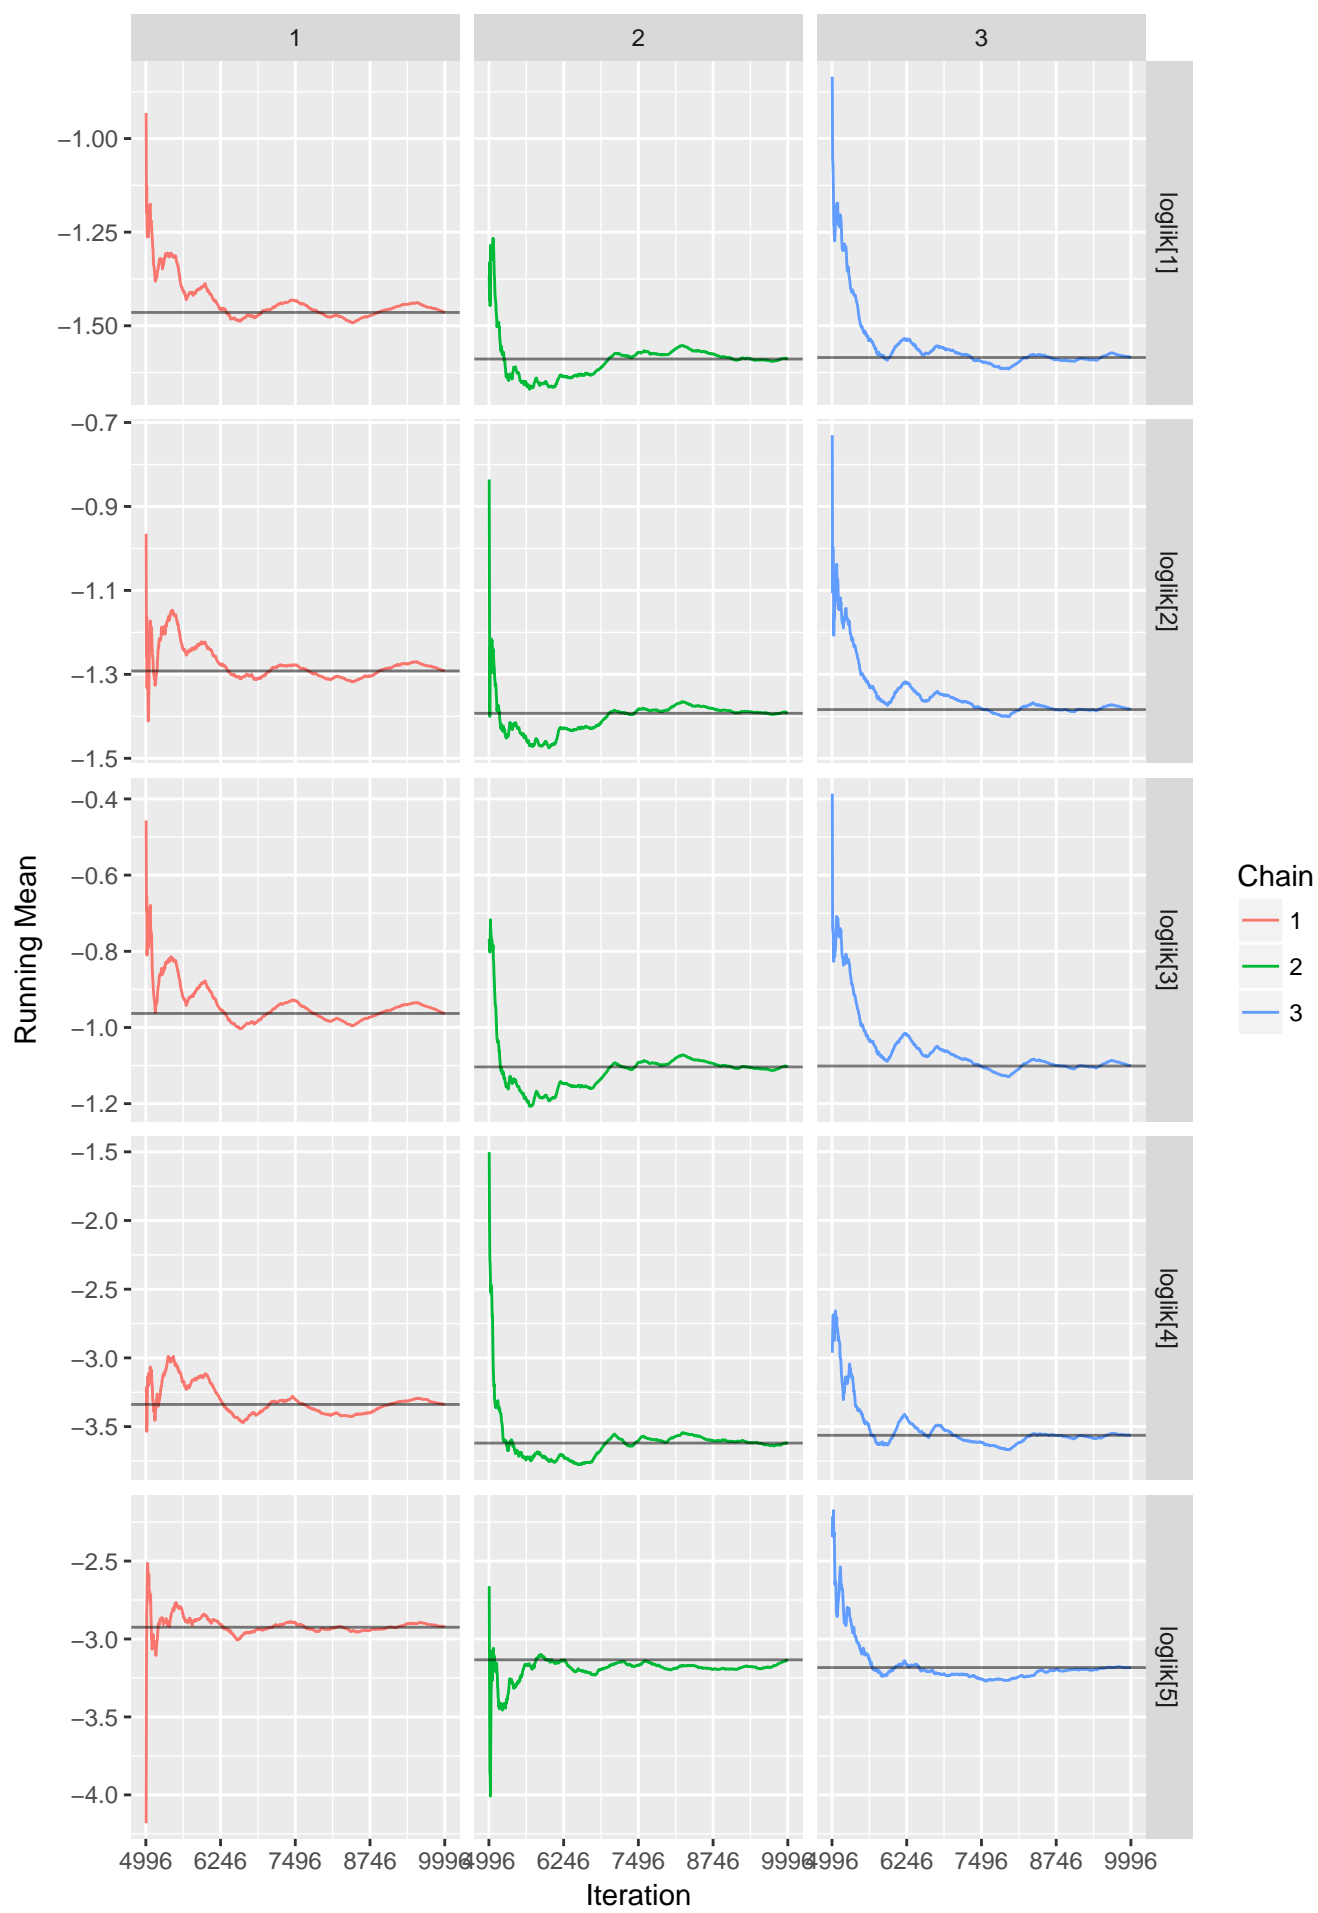 1 2 3
−1.00
−1.25
−1.50
loglik[1]
−0.7
−0.9
−1.1
−1.3
−1.5
loglik[2]
−0.4
−0.6
−0.8
−1.0
−1.2
loglik[3]
−1.5
−2.0
−2.5
−3.0
−3.5
loglik[4]
−2.5
−3.0
−3.5
−4.0
loglik[5]
4996 6246 7496 8746 9996 4996 6246 7496 8746 9996 4996 6246 7496 8746 9996
Iteration
Running Mean
Chain
1
2
3